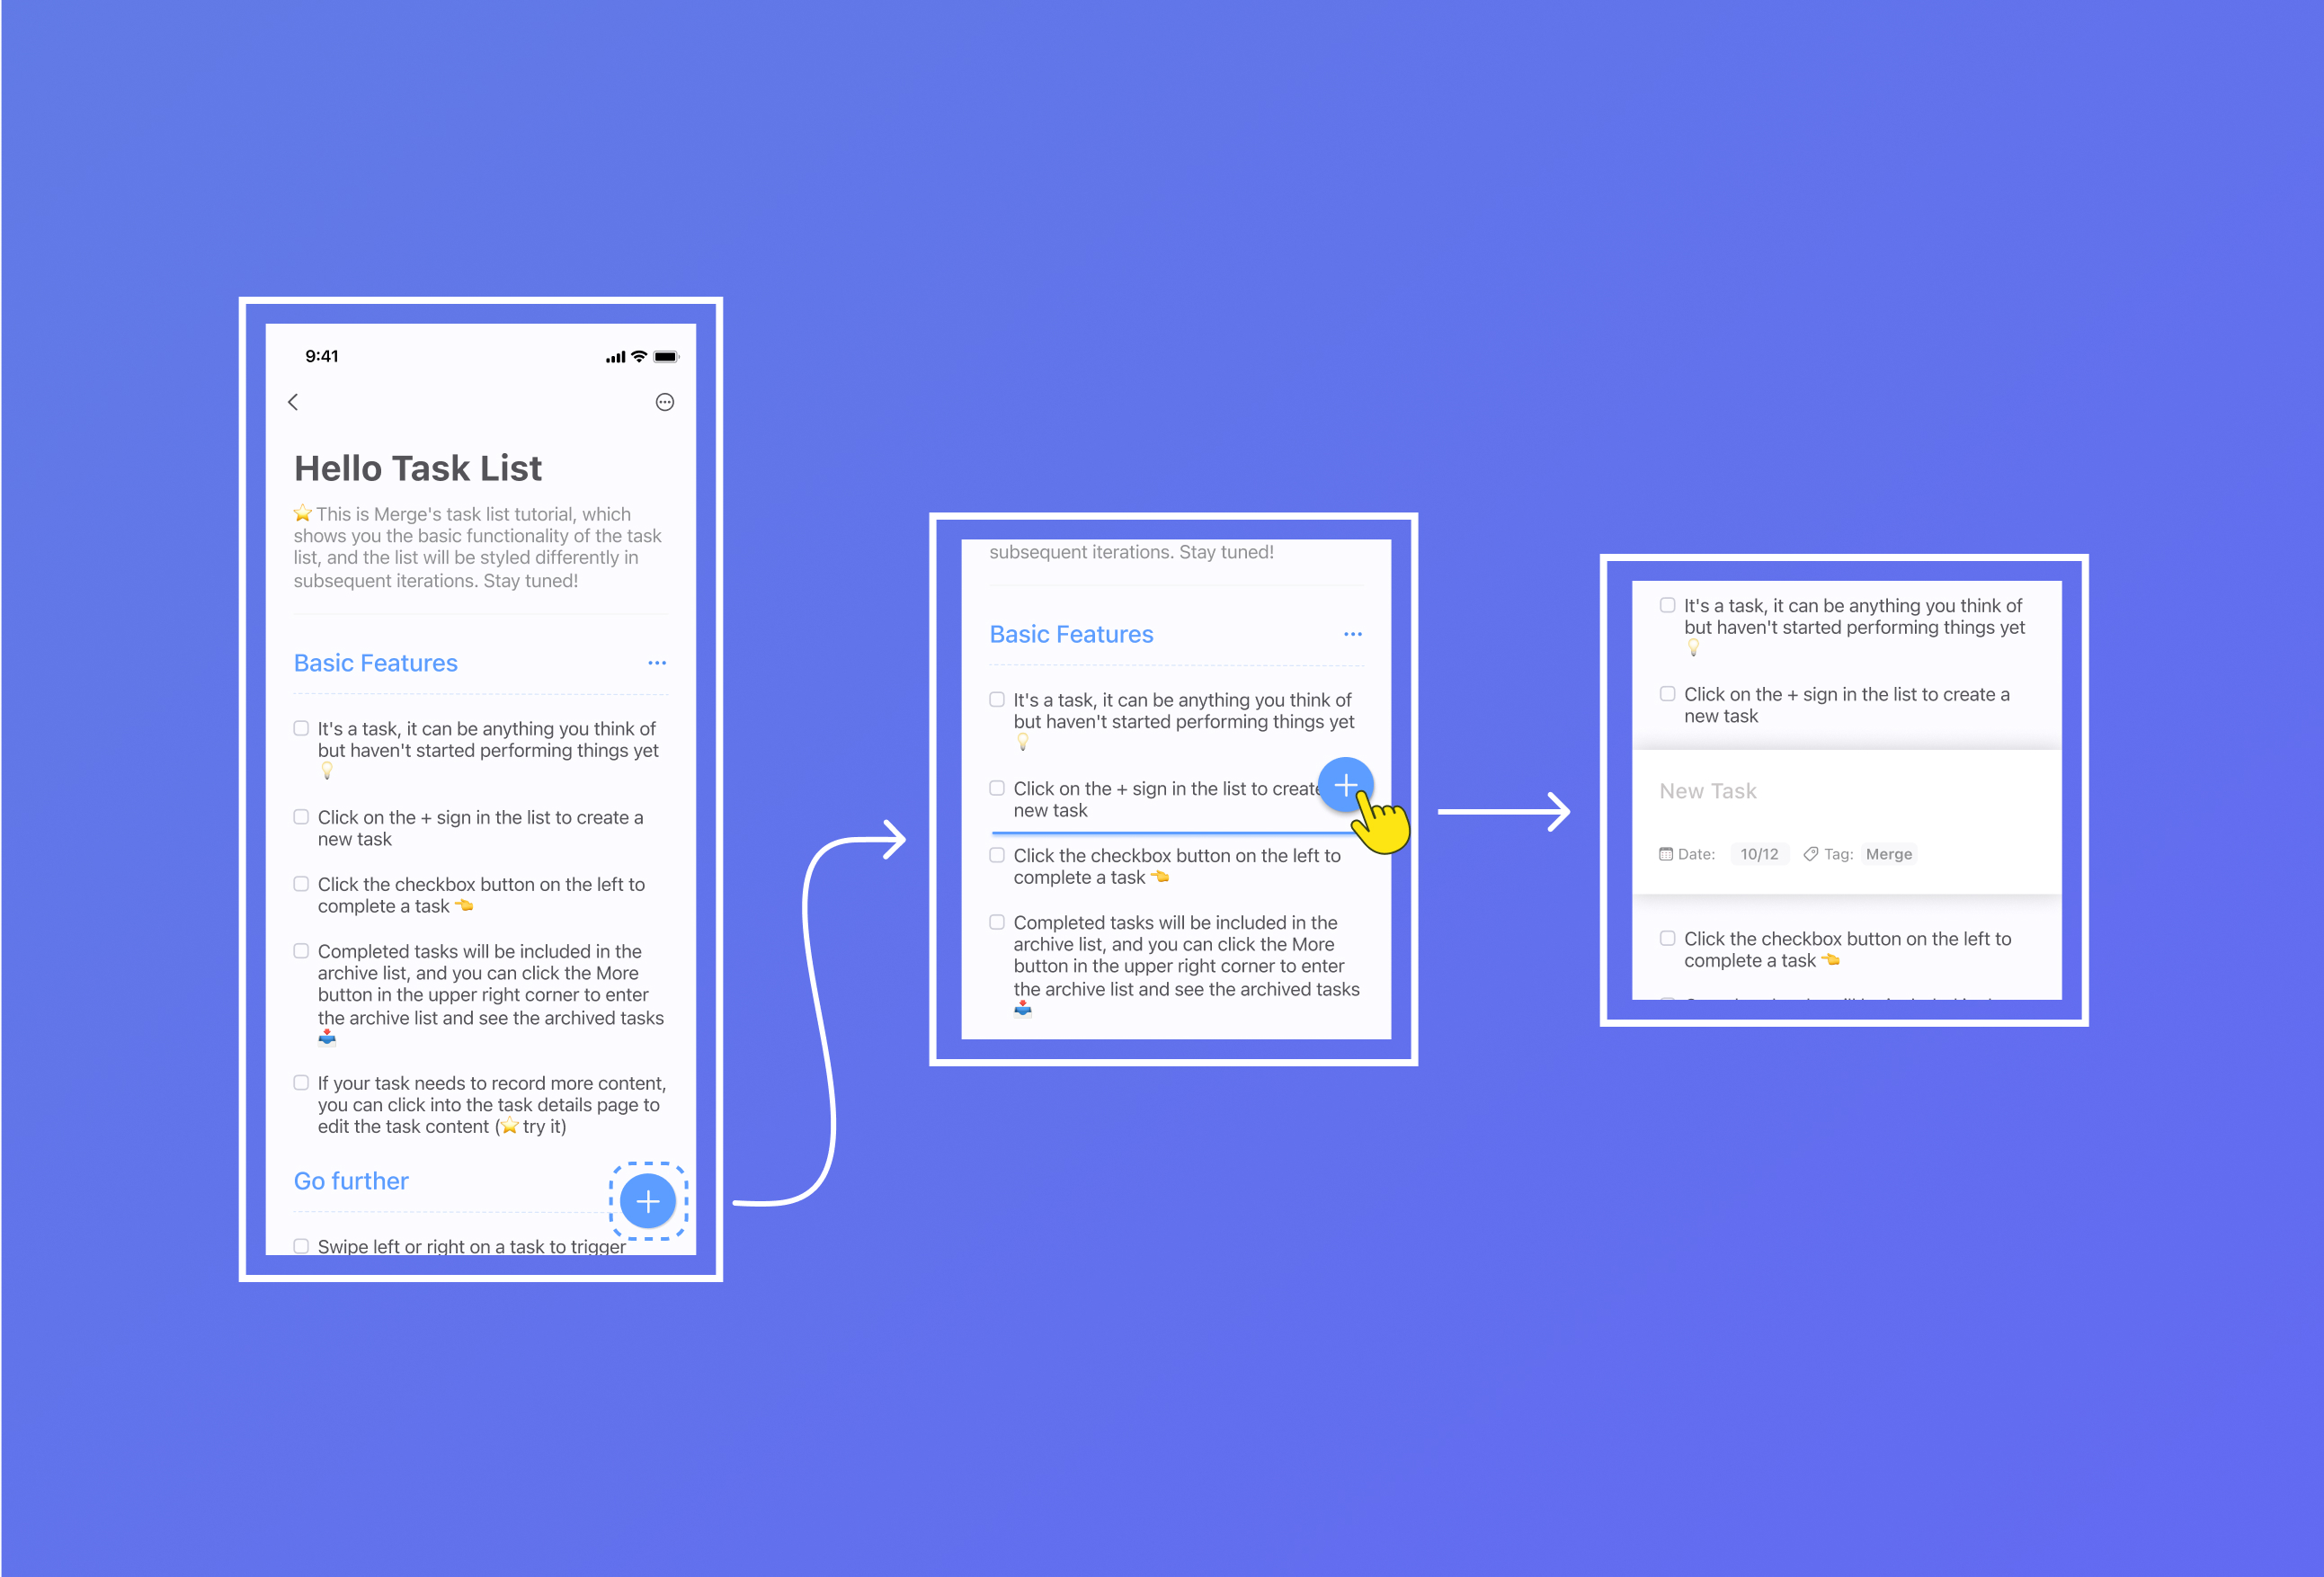 9:41
Hello Task List
⭐ This is Merge's task list tutorial, which
shows you the basic functionality of the task
list, and the list will be styled differently in
subsequent iterations. Stay tuned!
Basic Features
It's a task, it can be anything you think of
but haven't started performing things yet
💡
Click on the + sign in the list to create a
new task
Click the checkbox button on the left to
complete a task 👈
Completed tasks will be included in the
archive list, and you can click the More
button in the upper right corner to enter
the archive list and see the archived tasks
📥
If your task needs to record more content,
you can click into the task details page to
edit the task content (⭐ try it)
Go further
Swipe left or right on a task to trigger
subsequent iterations. Stay tuned!
Basic Features
It's a task, it can be anything you think of
but haven't started performing things yet
💡
Click on the + sign in the list to create
new task
Click the checkbox button on the left to
complete a task 👈
Completed tasks will be included in the
archive list, and you can click the More
button in the upper right corner to enter
the archive list and see the archived tasks
📥
It's a task, it can be anything you think of
but haven't started performing things yet
💡
Click on the + sign in the list to create a
new task
New Task
Date: 10/12 Tag: Merge
Click the checkbox button on the left to
complete a task 👈